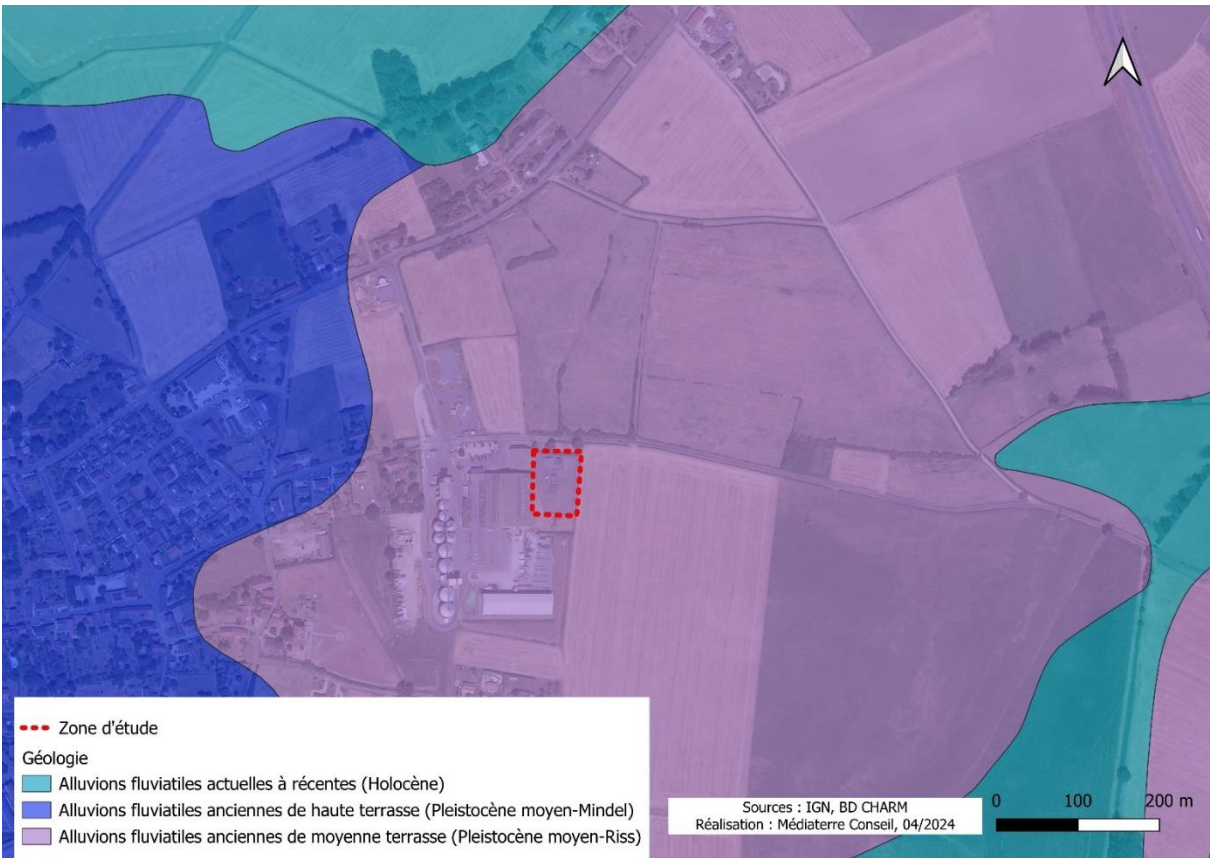 Zone d'étude
Géologie
Alluvions fluviatiles actuelles à récentes (Holocène)
Alluvions fluviatiles anciennes de haute terrasse (Pleistocène moyen-Mindel)
Alluvions fluviatiles anciennes de moyenne terrasse (Pleistocène moyen-Riss)
Sources : IGN, BD CHARM
Réalisation : Médiaterre Conseil, 04/2024
0 100 200 m